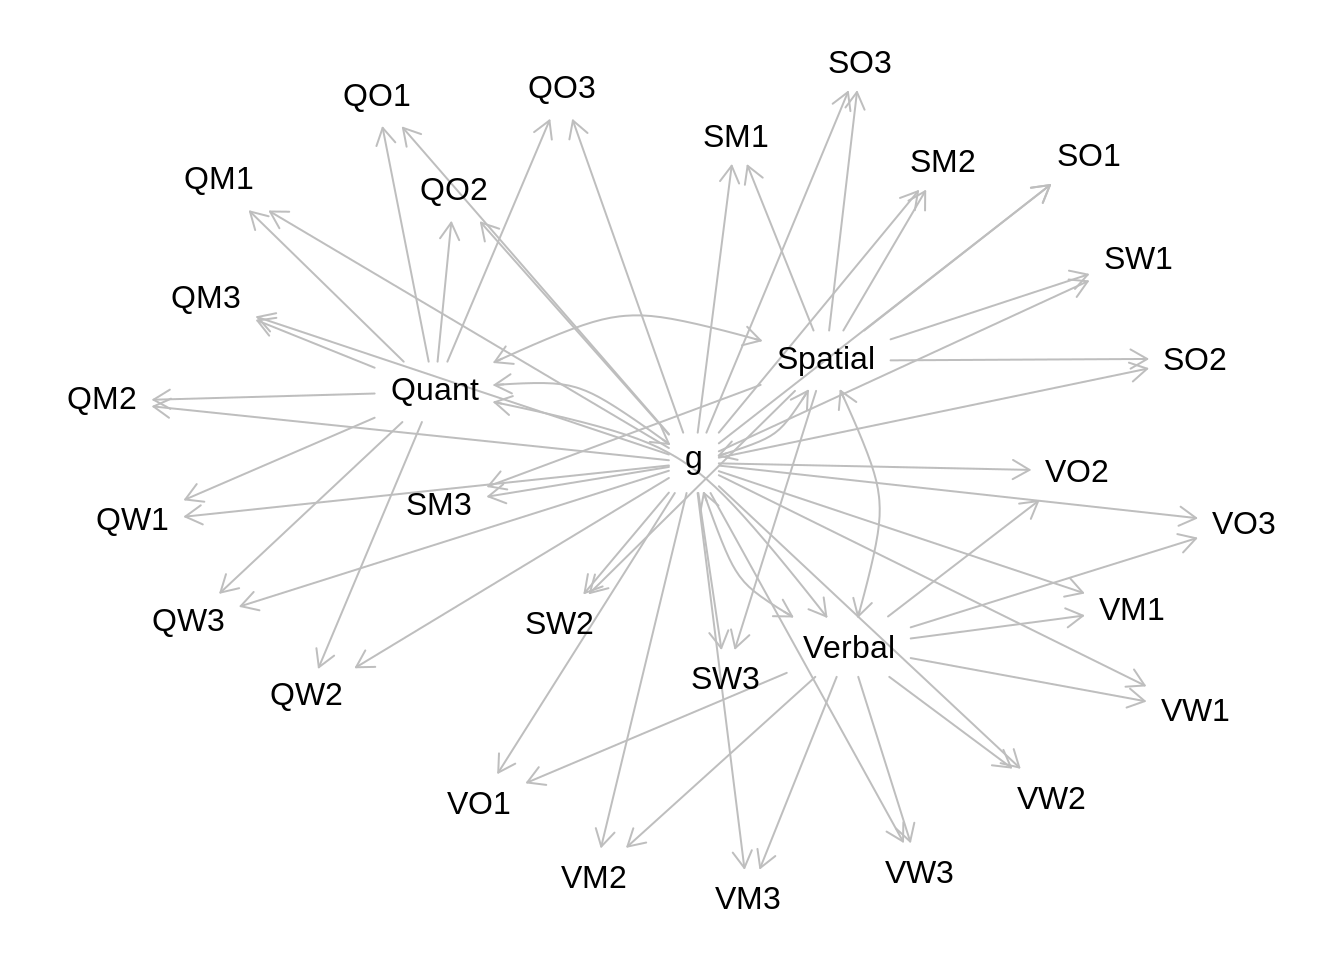 SO3
QO3
QO1
SM1
SO1
SM2
QM1
QO2
SW1
QM3
Spatial
SO2
Quant
QM2
g
VO2
SM3
QW1
VO3
VM1
QW3
SW2
Verbal
SW3
QW2
VW1
VW2
VO1
VW3
VM2
VM3